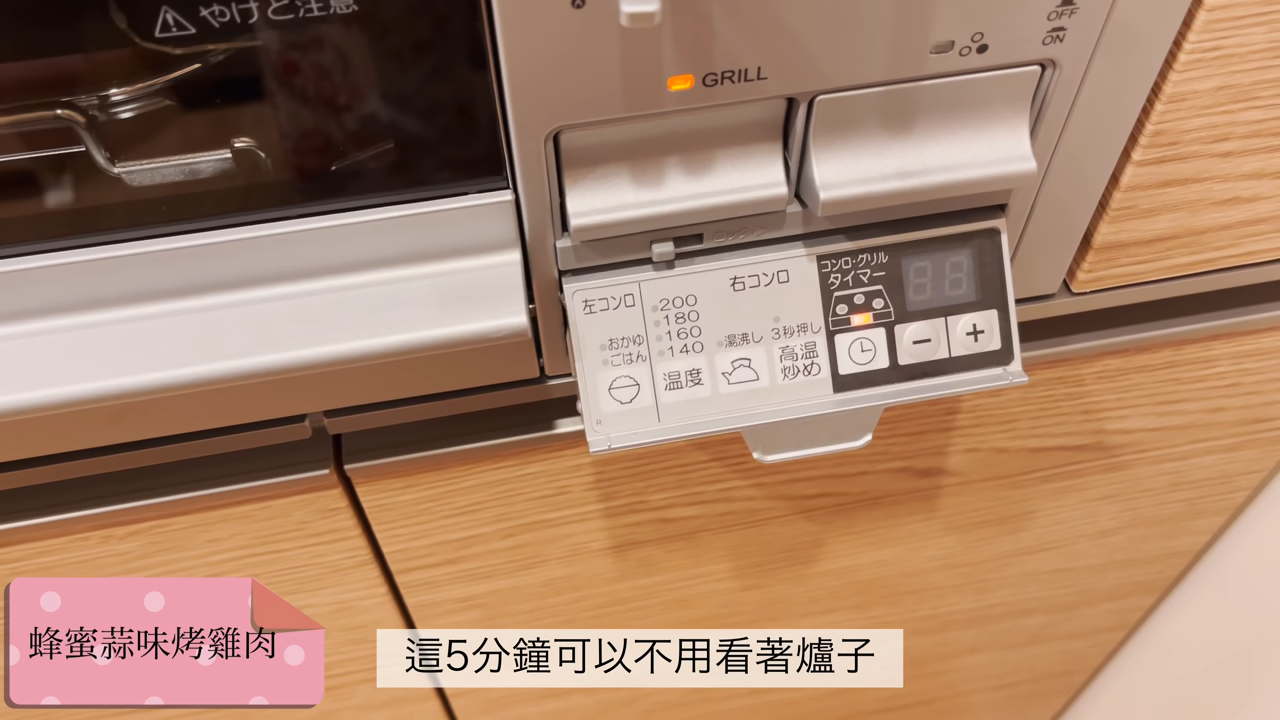 やけど注意
OFF
ON
GRILL
左コンロ
おかゆ
ごはん
200
180
160
140
温度
右コンロ
湯沸し
3秒押し
高温
炒め
コンロ・グリル
タイマー
88
−
+
R
蜂蜜蒜味烤雞肉
這5分鐘可以不用看著爐子